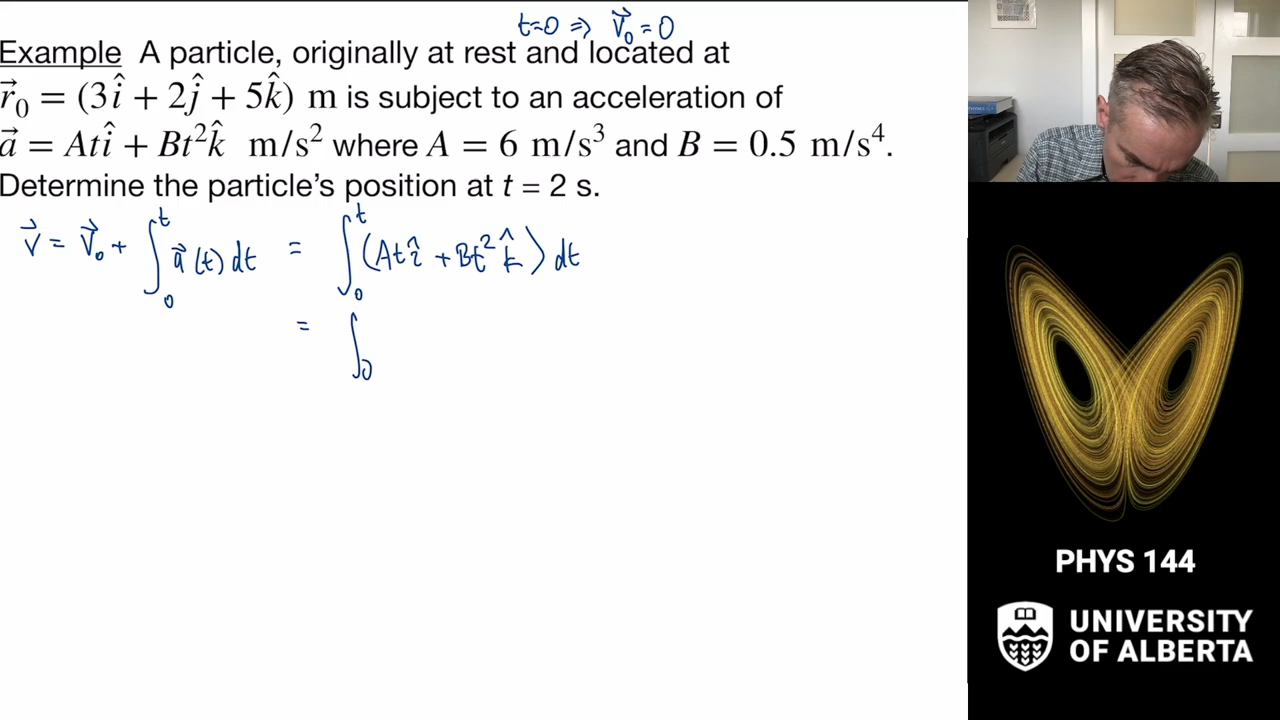 t=0 ⇒ v⃗₀ = 0
Example A particle, originally at rest and located at
r⃗₀ = (3î + 2ĵ + 5k̂) m is subject to an acceleration of
a⃗ = Atî + Bt²k̂ m/s² where A = 6 m/s³ and B = 0.5 m/s⁴.
Determine the particle's position at t = 2 s.
v⃗ = v⃗₀ + ∫₀ᵗ a⃗(t) dt = ∫₀ᵗ (Atî + Bt²k̂) dt
= ∫₀
PHYSICS
PHYS 144
UNIVERSITY
OF ALBERTA